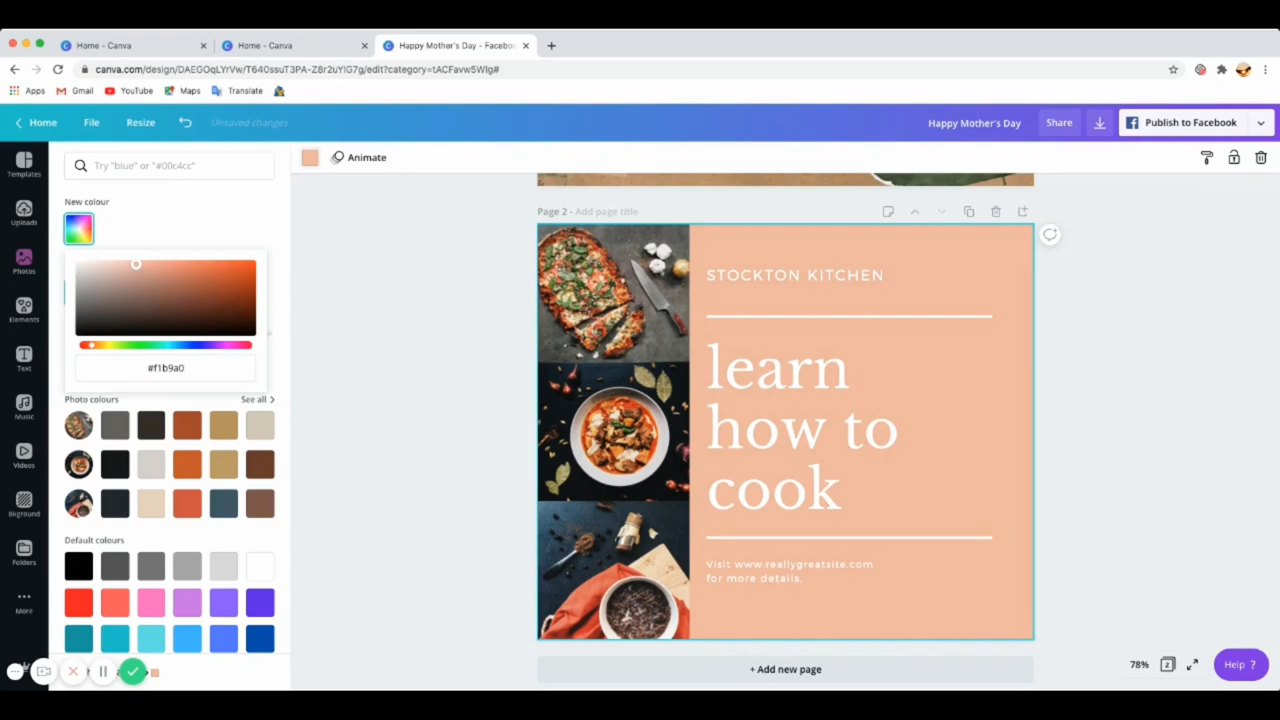 Home - Canva
Home - Canva
Happy Mother's Day - Faceboo
canva.com/design/DAEGOqLYrVw/T640ssuT3PA-Z8r2uYIG7g/edit?category=tACFavw5WIg#
Apps Gmail YouTube Maps Translate
Home File Resize Unsaved changes Happy Mother's Day Share Publish to Facebook
Try "blue" or "#00c4cc"
Animate
Templates
Uploads
Photos
Elements
Text
Music
Videos
Bkground
Folders
More
New colour
#f1b9a0
Photo colours See all
Default colours
Page 2 - Add page title
STOCKTON KITCHEN
learn
how to
cook
Visit www.reallygreatsite.com
for more details.
+ Add new page
78% 2 Help ?